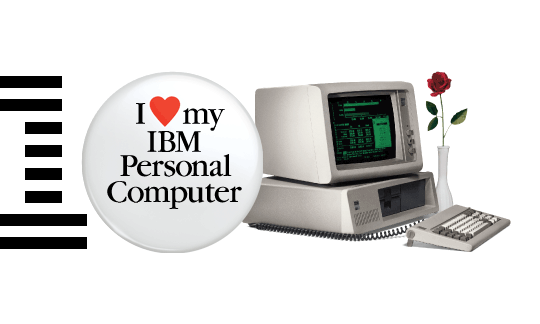 I ❤ my
IBM
Personal
Computer